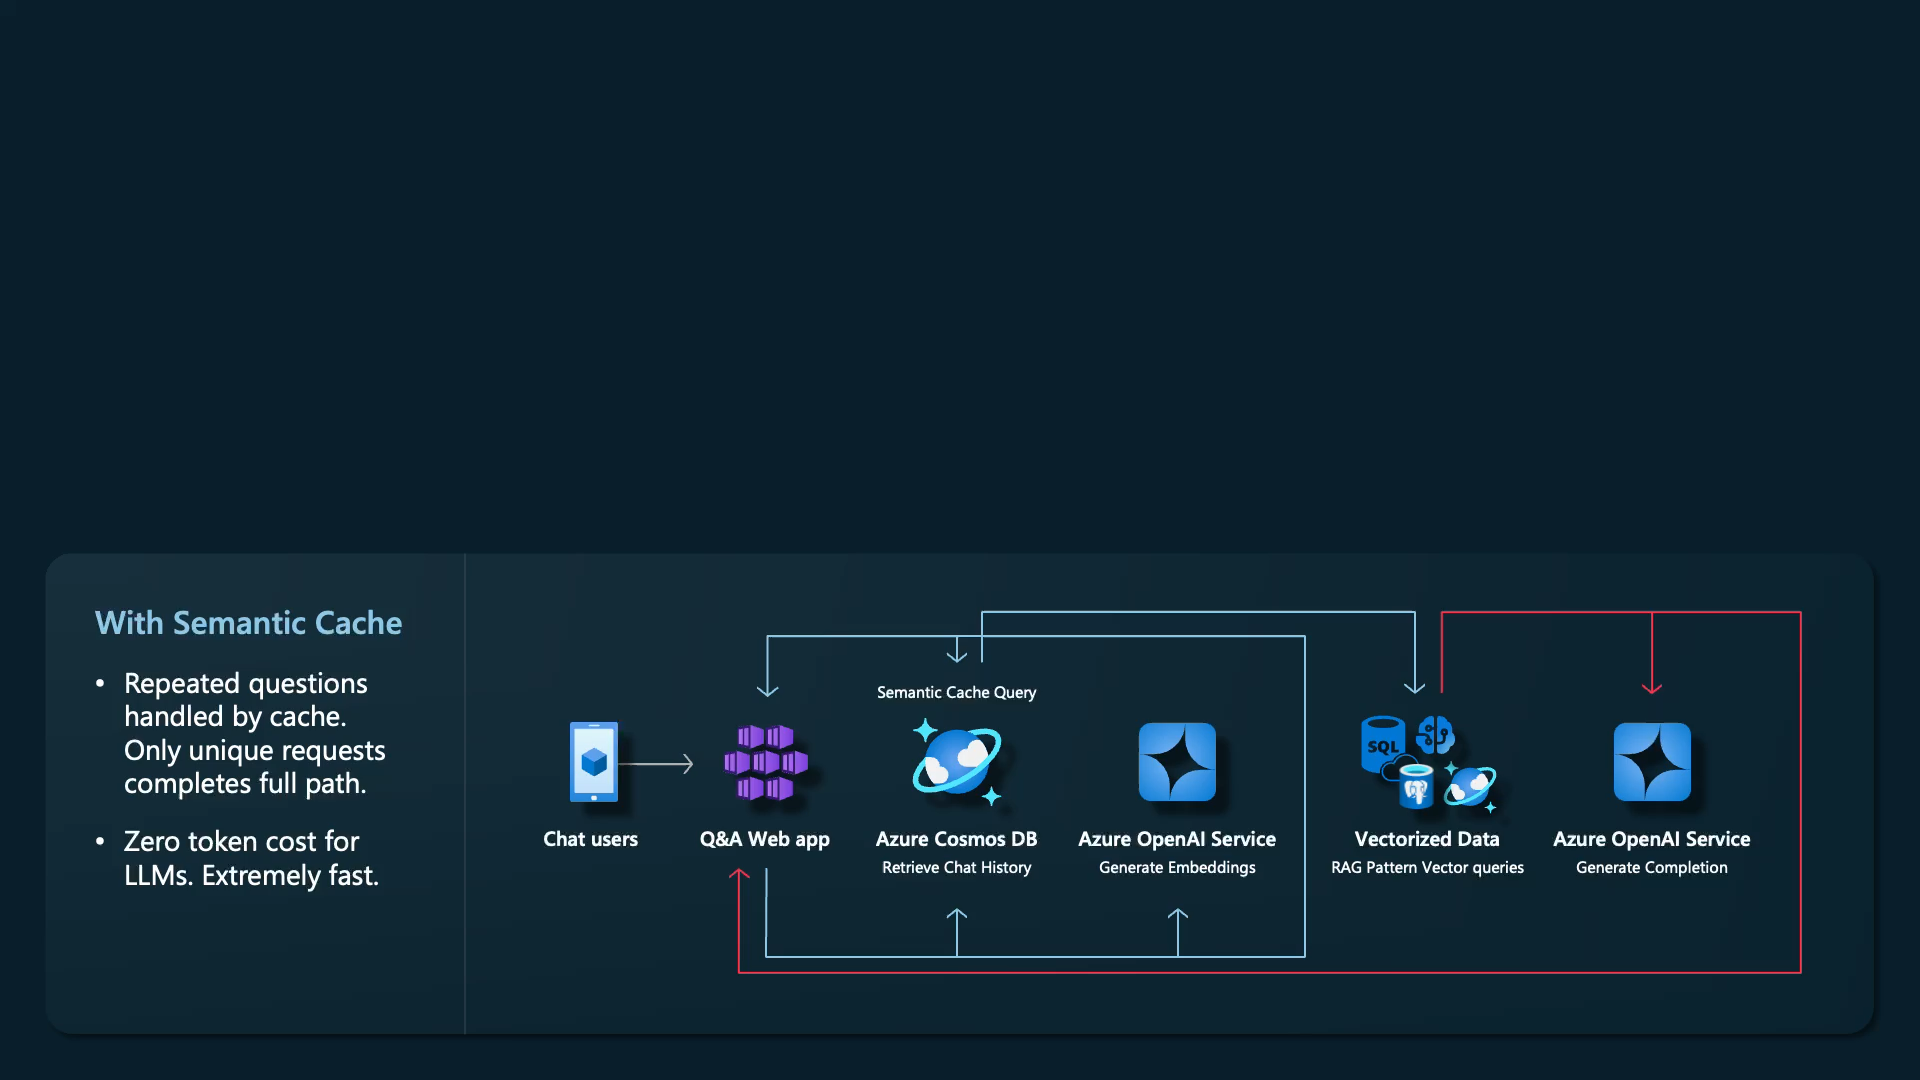 With Semantic Cache
• Repeated questions
handled by cache.
Only unique requests
completes full path.
• Zero token cost for
LLMs. Extremely fast.
Semantic Cache Query
SQL
Chat users
Q&A Web app
Azure Cosmos DB
Retrieve Chat History
Azure OpenAI Service
Generate Embeddings
Vectorized Data
RAG Pattern Vector queries
Azure OpenAI Service
Generate Completion